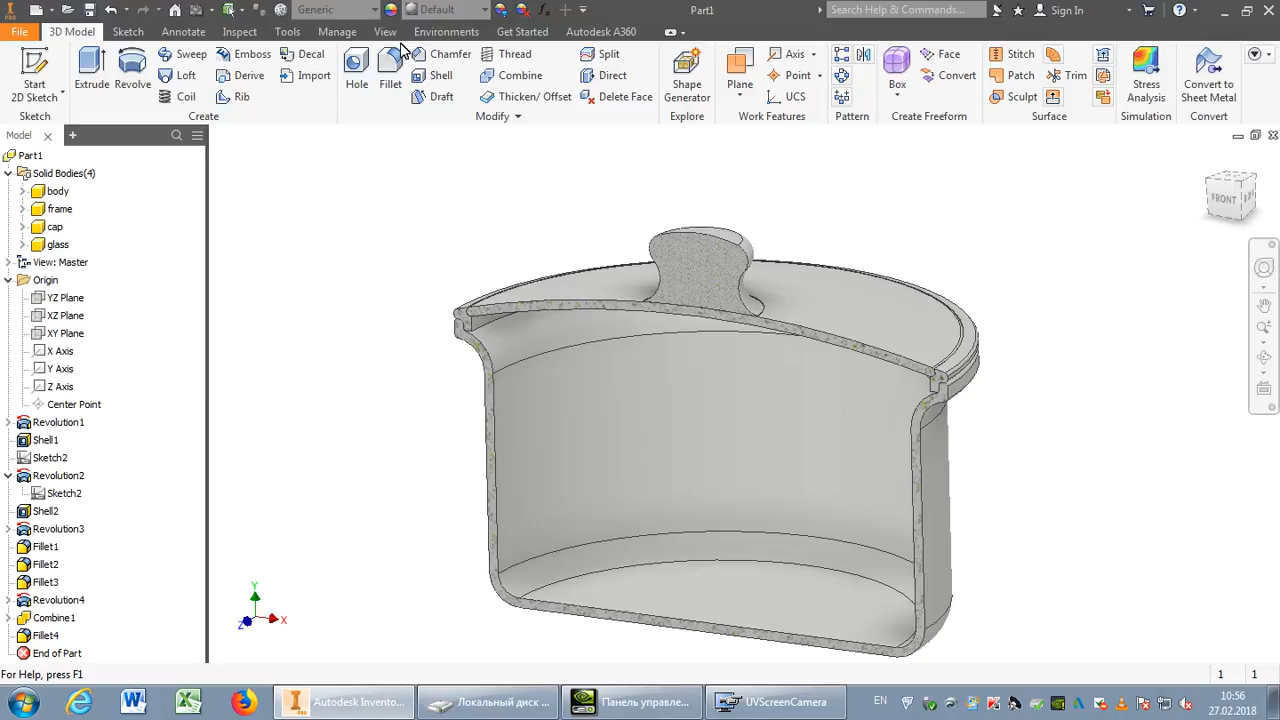 PRO
Generic
Default
Part1
Search Help & Commands...
Sign In
File
3D Model
Sketch
Annotate
Inspect
Tools
Manage
View
Environments
Get Started
Autodesk A360
Start
2D Sketch
Extrude
Revolve
Sweep
Loft
Coil
Emboss
Derive
Rib
Decal
Import
Hole
Fillet
Chamfer
Shell
Draft
Thread
Combine
Thicken/ Offset
Split
Direct
Delete Face
Shape
Generator
Plane
Axis
Point
UCS
Box
Face
Convert
Stitch
Patch
Sculpt
Trim
Stress
Analysis
Convert to
Sheet Metal
Sketch
Create
Modify
Explore
Work Features
Pattern
Create Freeform
Surface
Simulation
Convert
Model
Part1
Solid Bodies(4)
body
frame
cap
glass
View: Master
Origin
YZ Plane
XZ Plane
XY Plane
X Axis
Y Axis
Z Axis
Center Point
Revolution1
Shell1
Sketch2
Revolution2
Sketch2
Shell2
Revolution3
Fillet1
Fillet2
Fillet3
Revolution4
Combine1
Fillet4
End of Part
FRONT
Y
X
Z
For Help, press F1
1 1
Autodesk Invento...
Локальный диск ...
Панель управле...
UVScreenCamera
EN
10:56
27.02.2018